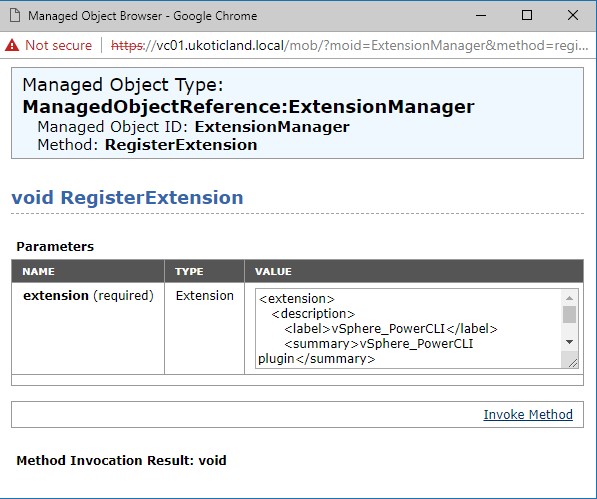 Managed Object Browser - Google Chrome
Not secure | https://vc01.ukoticland.local/mob/?moid=ExtensionManager&method=regi...
Managed Object Type:
ManagedObjectReference:ExtensionManager
Managed Object ID: ExtensionManager
Method: RegisterExtension
void RegisterExtension
Parameters
NAME TYPE VALUE
extension (required) Extension <extension>
<description>
<label>vSphere_PowerCLI</label>
<summary>vSphere_PowerCLI
plugin</summary>
Invoke Method
Method Invocation Result: void